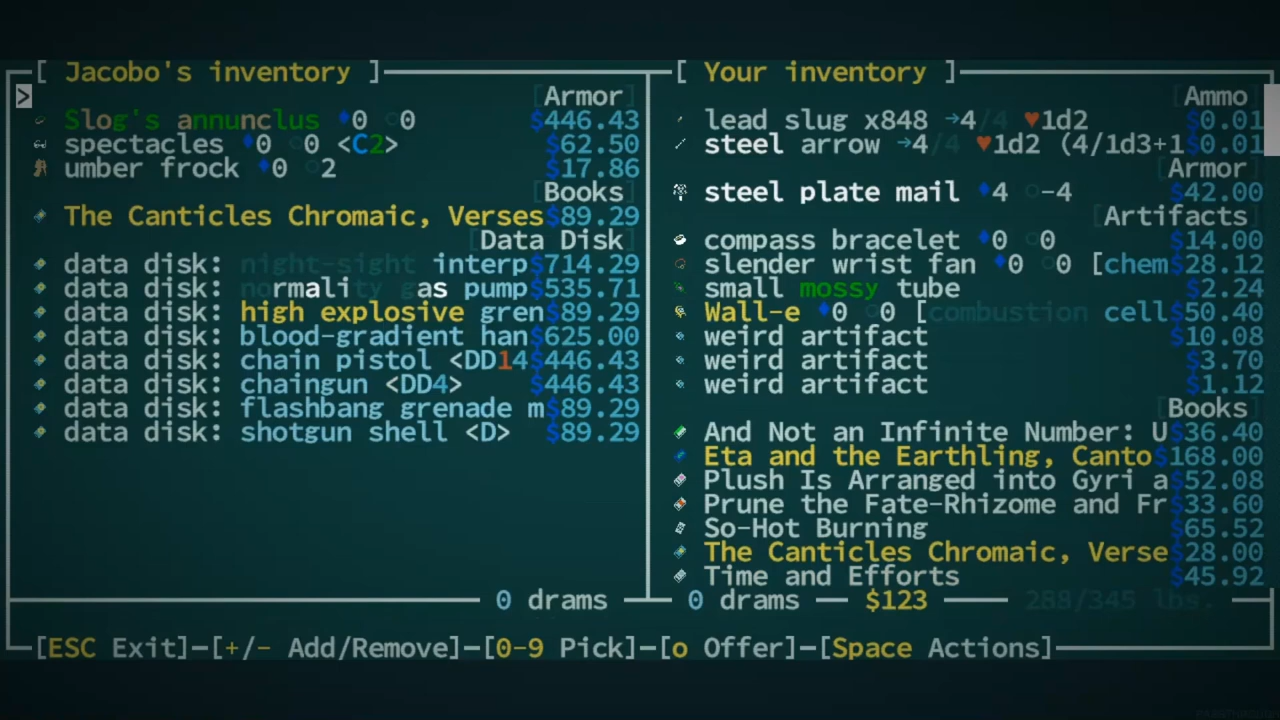 [ Jacobo's inventory ]
>
[Armor]
Slog's annunclus ♦0 ○0 $446.43
spectacles ♦0 ○0 <C2> $62.50
umber frock ♦0 ○2 $17.86
[Books]
The Canticles Chromaic, Verses $89.29
[Data Disk]
data disk: night-sight interp $714.29
data disk: normality gas pump $535.71
data disk: high explosive gren $89.29
data disk: blood-gradient han $625.00
data disk: chain pistol <DD14 $446.43
data disk: chaingun <DD4> $446.43
data disk: flashbang grenade m $89.29
data disk: shotgun shell <D> $89.29
0 drams
[ Your inventory ]
[Ammo]
lead slug x848 →4/4 ♥1d2 $0.01
steel arrow →4/4 ♥1d2 (4/1d3+1 $0.01
[Armor]
steel plate mail ♦4 ○-4 $42.00
[Artifacts]
compass bracelet ♦0 ○0 $14.00
slender wrist fan ♦0 ○0 [chem $28.12
small mossy tube $2.24
Wall-e ♦0 ○0 [combustion cell $50.40
weird artifact $10.08
weird artifact $3.70
weird artifact $1.12
[Books]
And Not an Infinite Number: U $36.40
Eta and the Earthling, Canto $168.00
Plush Is Arranged into Gyri a $52.08
Prune the Fate-Rhizome and Fr $33.60
So-Hot Burning $65.52
The Canticles Chromaic, Verse $28.00
Time and Efforts $45.92
0 drams $123 288/345 lbs.
[ESC Exit]-[+/- Add/Remove]-[0-9 Pick]-[o Offer]-[Space Actions]